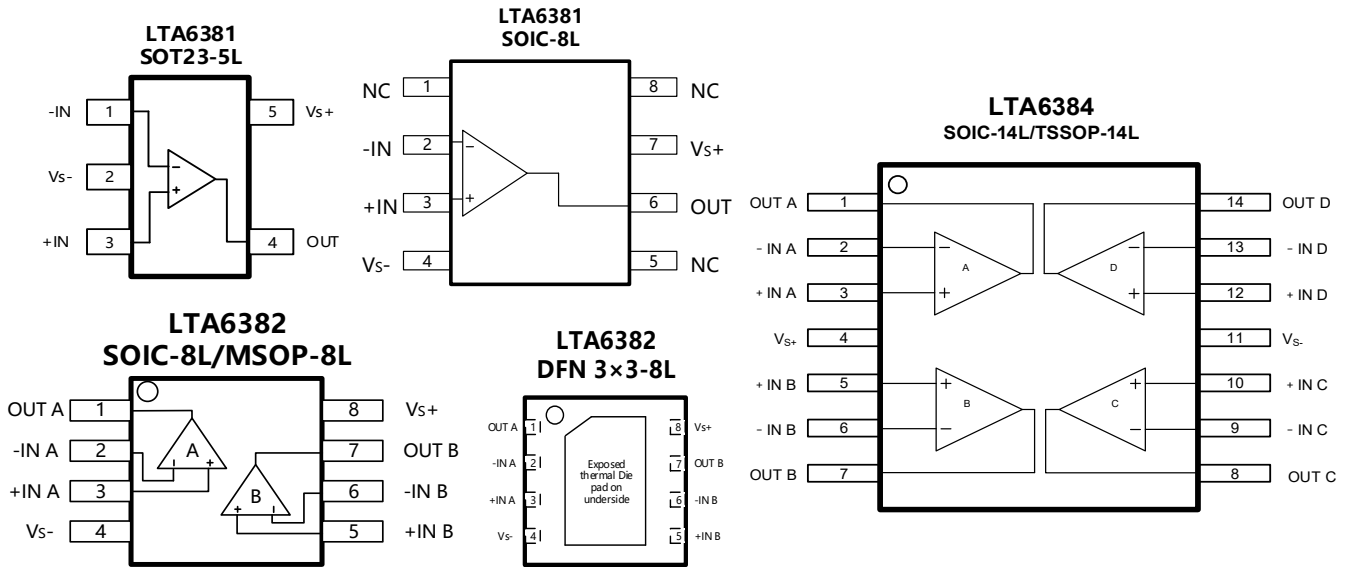 LTA6381
SOT23-5L
-IN 1
5 Vs+
Vs- 2
+IN 3
4 OUT
− +
LTA6381
SOIC-8L
NC 1
8 NC
-IN 2
7 Vs+
+IN 3
6 OUT
Vs- 4
5 NC
− +
LTA6382
SOIC-8L/MSOP-8L
OUT A 1
8 Vs+
-IN A 2
7 OUT B
+IN A 3
6 -IN B
Vs- 4
5 +IN B
A
− +
B
+ −
LTA6382
DFN 3×3-8L
OUT A 1
8 Vs+
-IN A 2
7 OUT B
+IN A 3
6 -IN B
Vs- 4
5 +IN B
Exposed
thermal Die
pad on
underside
LTA6384
SOIC-14L/TSSOP-14L
OUT A 1
14 OUT D
- IN A 2
13 - IN D
+ IN A 3
12 + IN D
VS+ 4
11 VS-
+ IN B 5
10 + IN C
- IN B 6
9 - IN C
OUT B 7
8 OUT C
− A +
− D +
+ B −
+ C −